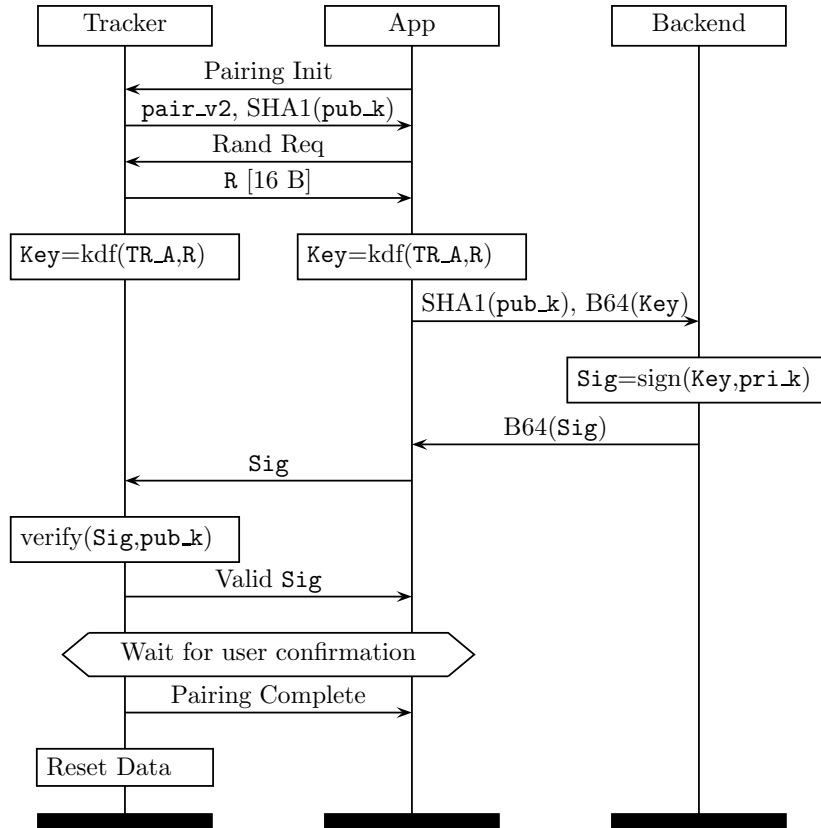 Tracker App Backend
Pairing Init
pair_v2, SHA1(pub_k)
Rand Req
R [16 B]
Key=kdf(TR_A,R) Key=kdf(TR_A,R)
SHA1(pub_k), B64(Key)
Sig=sign(Key,pri_k)
B64(Sig)
Sig
verify(Sig,pub_k)
Valid Sig
Wait for user confirmation
Pairing Complete
Reset Data